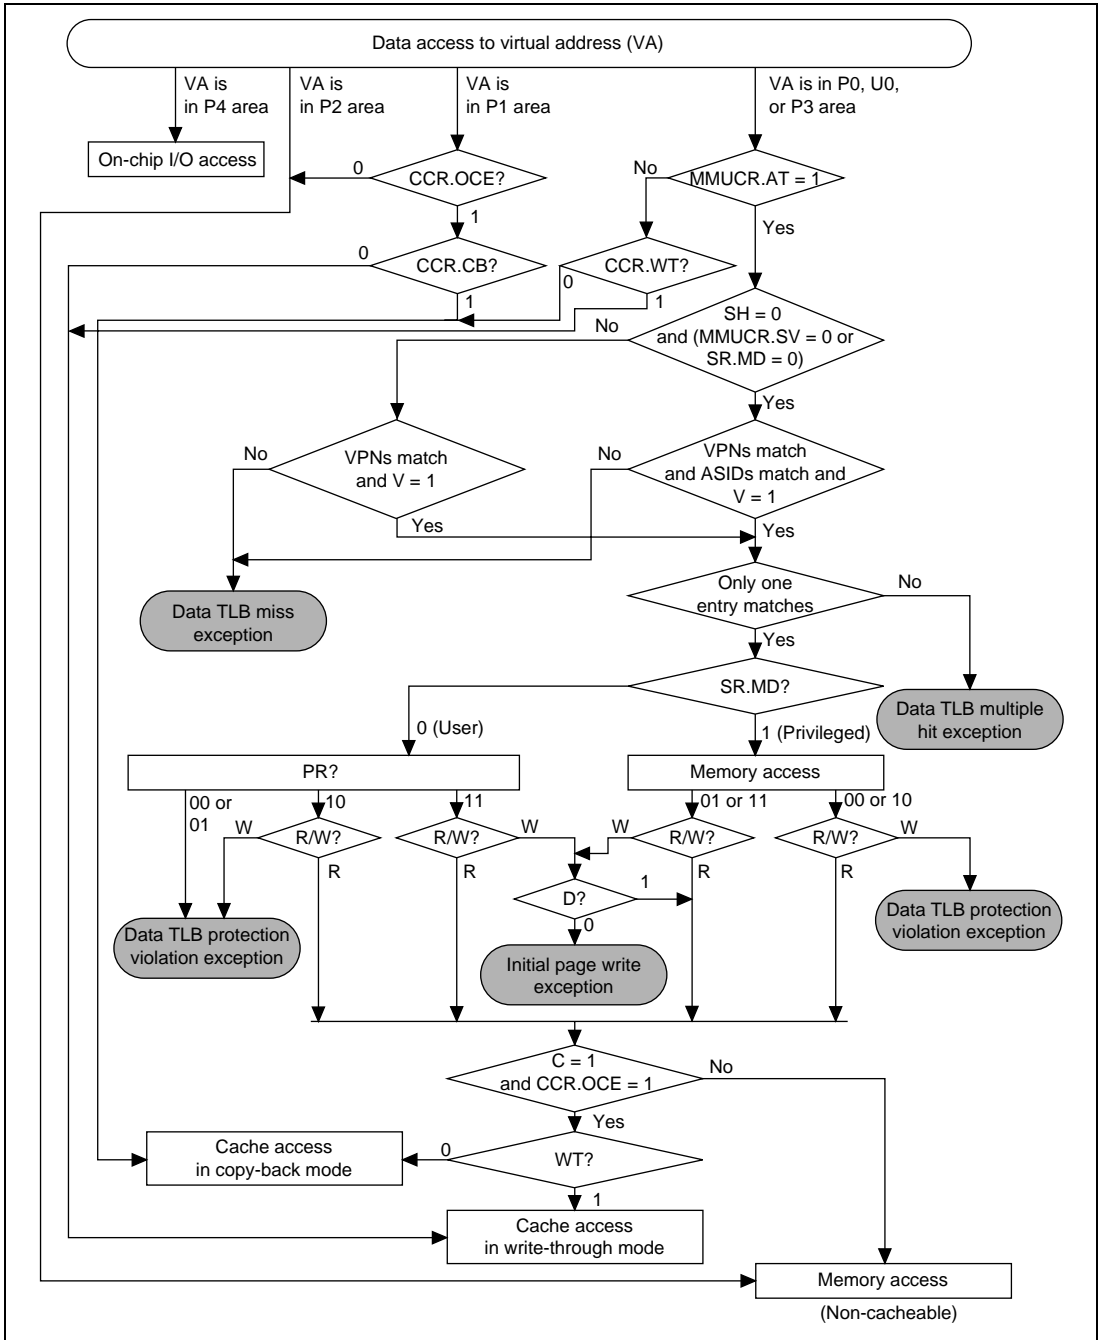 Data access to virtual address (VA)
VA is
in P4 area
VA is
in P2 area
VA is
in P1 area
VA is in P0, U0,
or P3 area
On-chip I/O access
0
CCR.OCE?
1
No
MMUCR.AT = 1
Yes
0
CCR.CB?
1
CCR.WT?
0
1
No
SH = 0
and (MMUCR.SV = 0 or
SR.MD = 0)
Yes
No
VPNs match
and V = 1
Yes
No
VPNs match
and ASIDs match and
V = 1
Yes
Data TLB miss
exception
Only one
entry matches
No
Yes
SR.MD?
Data TLB multiple
hit exception
0 (User)
1 (Privileged)
PR?
Memory access
00 or
01
10
11
01 or 11
00 or 10
W
R/W?
R
R/W?
W
R
W
R/W?
R
R/W?
W
R
D?
1
0
Data TLB protection
violation exception
Initial page write
exception
Data TLB protection
violation exception
C = 1
and CCR.OCE = 1
No
Yes
Cache access
in copy-back mode
0
WT?
1
Cache access
in write-through mode
Memory access
(Non-cacheable)